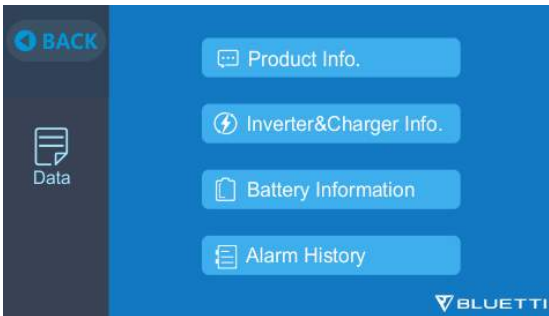 BACK
Data
Product Info.
Inverter&Charger Info.
Battery Information
Alarm History
BLUETTI